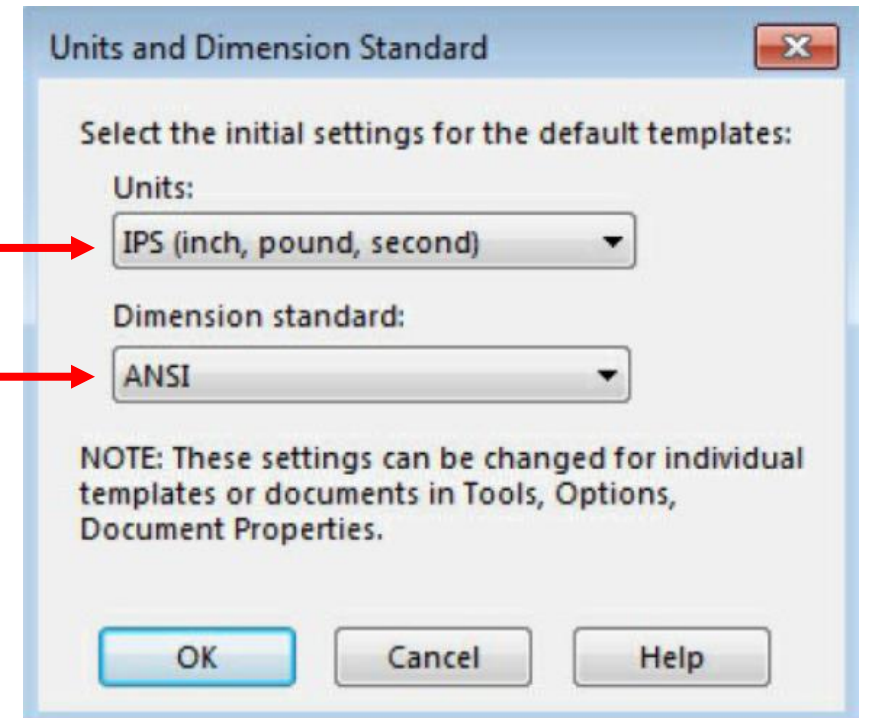 Units and Dimension Standard
Select the initial settings for the default templates:
Units:
IPS (inch, pound, second)
Dimension standard:
ANSI
NOTE: These settings can be changed for individual
templates or documents in Tools, Options,
Document Properties.
OK Cancel Help